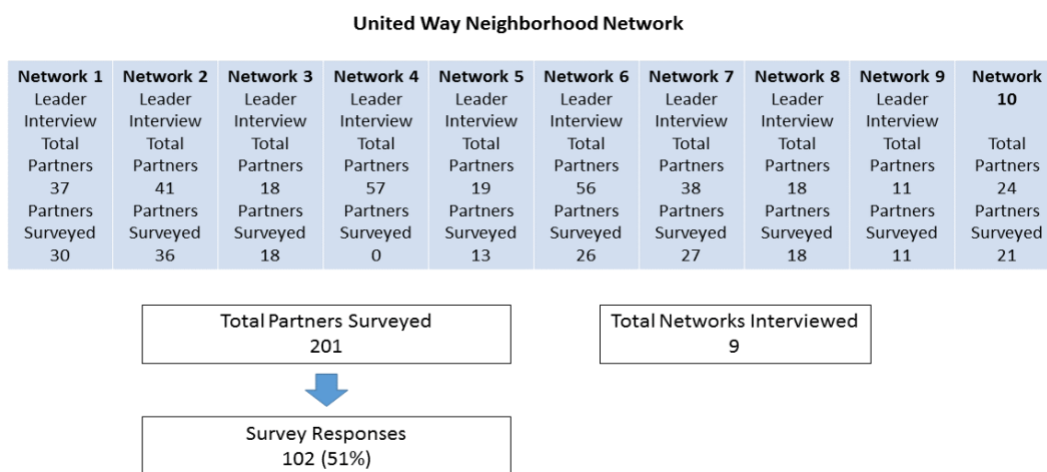 United Way Neighborhood Network
Network 1
Leader
Interview
Total
Partners
37
Partners
Surveyed
30
Network 2
Leader
Interview
Total
Partners
41
Partners
Surveyed
36
Network 3
Leader
Interview
Total
Partners
18
Partners
Surveyed
18
Network 4
Leader
Interview
Total
Partners
57
Partners
Surveyed
0
Network 5
Leader
Interview
Total
Partners
19
Partners
Surveyed
13
Network 6
Leader
Interview
Total
Partners
56
Partners
Surveyed
26
Network 7
Leader
Interview
Total
Partners
38
Partners
Surveyed
27
Network 8
Leader
Interview
Total
Partners
18
Partners
Surveyed
18
Network 9
Leader
Interview
Total
Partners
11
Partners
Surveyed
11
Network
10
Total
Partners
24
Partners
Surveyed
21
Total Partners Surveyed
201
Total Networks Interviewed
9
Survey Responses
102 (51%)